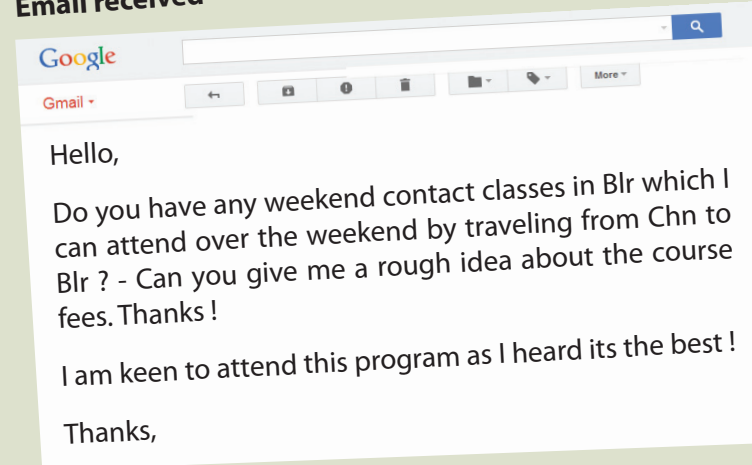 Email received
Google
Gmail
More
Hello,
Do you have any weekend contact classes in Blr which I
can attend over the weekend by traveling from Chn to
Blr ? - Can you give me a rough idea about the course
fees. Thanks !
I am keen to attend this program as I heard its the best !
Thanks,